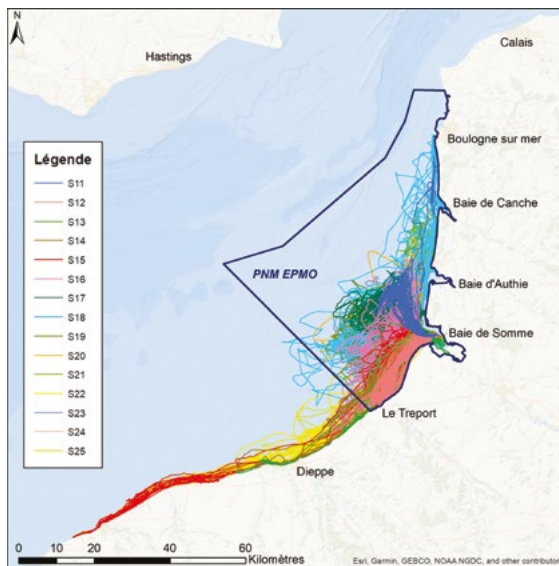 N
Calais
Hastings
Boulogne sur mer
Légende
S11
S12
S13
S14
S15
S16
S17
S18
S19
S20
S21
S22
S23
S24
S25
Baie de Canche
PNM EPMO
Baie d'Authie
Baie de Somme
Le Treport
Dieppe
0 10 20 40 60
Kilomètres
Esri, Garmin, GEBCO, NOAA NGDC, and other contributor